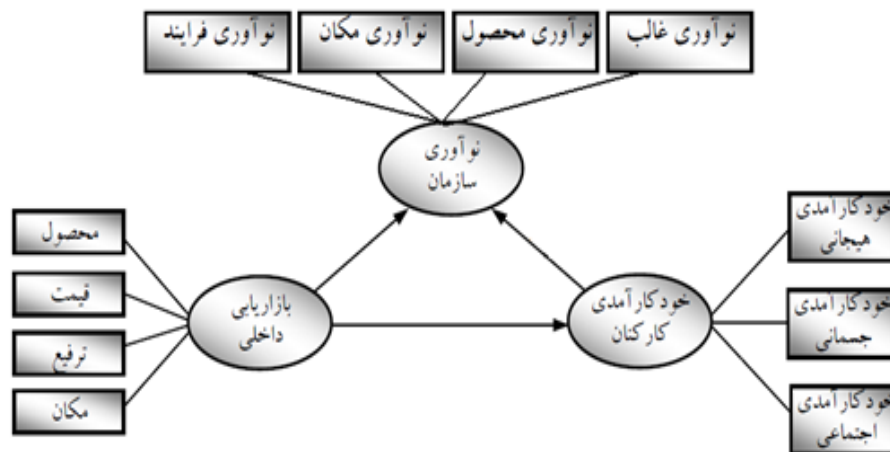 نوآوری غالب
نوآوری محصول
نوآوری مکان
نوآوری فرایند
نوآوری
سازمان
خودکارآمدی
هیجانی
خودکارآمدی
جسمانی
خودکارآمدی
اجتماعی
خودکارآمدی
کارکنان
بازاریابی
داخلی
محصول
قیمت
ترفیع
مکان